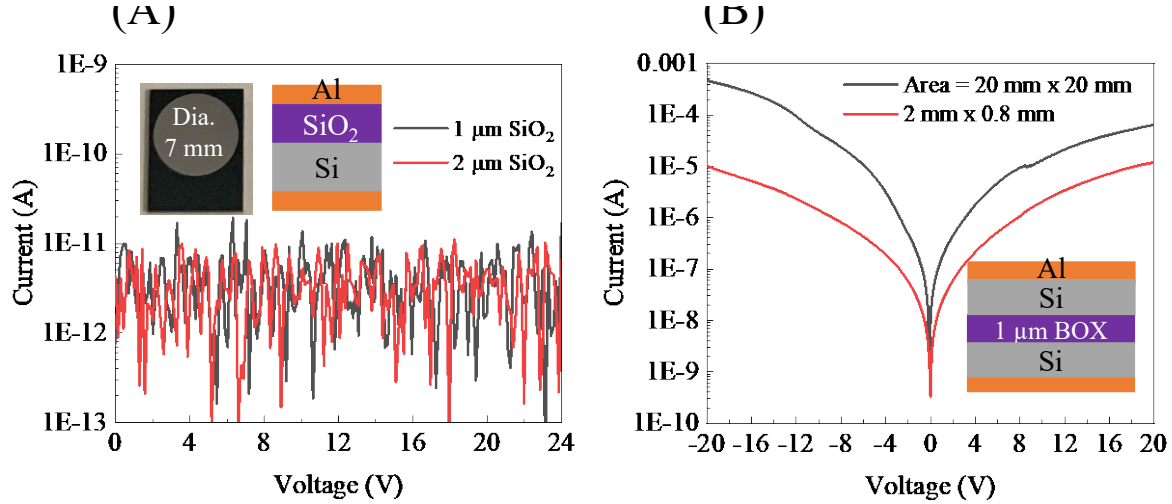 (A)
1E-9
1E-10
1E-11
1E-12
1E-13
Current (A)
0 4 8 12 16 20 24
Voltage (V)
Dia.
7 mm
Al
SiO₂
Si
1 µm SiO₂
2 µm SiO₂
(B)
0.001
1E-4
1E-5
1E-6
1E-7
1E-8
1E-9
1E-10
Current (A)
-20 -16 -12 -8 -4 0 4 8 12 16 20
Voltage (V)
Area = 20 mm x 20 mm
2 mm x 0.8 mm
Al
Si
1 µm BOX
Si